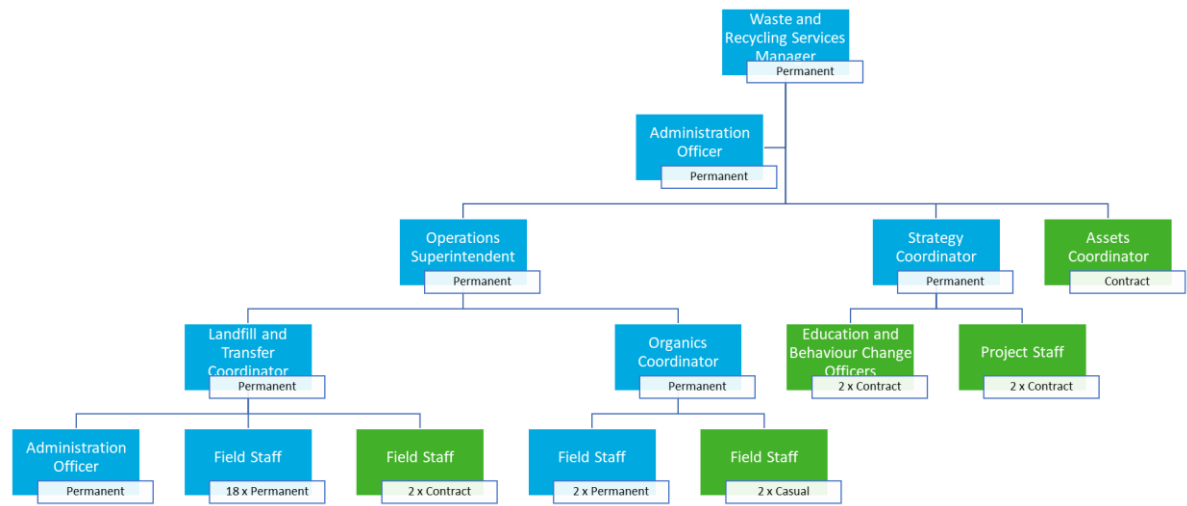 Waste and
Recycling Services
Manager
Permanent
Administration
Officer
Permanent
Operations
Superintendent
Permanent
Strategy
Coordinator
Permanent
Assets
Coordinator
Contract
Landfill and
Transfer
Coordinator
Permanent
Organics
Coordinator
Permanent
Education and
Behaviour Change
Officers
2 x Contract
Project Staff
2 x Contract
Administration
Officer
Permanent
Field Staff
18 x Permanent
Field Staff
2 x Contract
Field Staff
2 x Permanent
Field Staff
2 x Casual